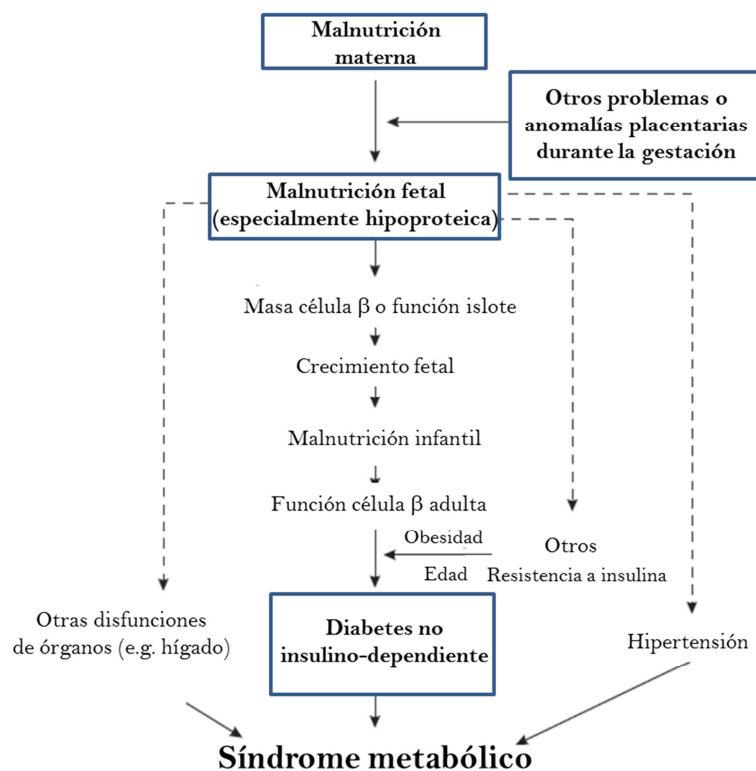 Malnutrición
materna
Otros problemas o
anomalías placentarias
durante la gestación
Malnutrición fetal
(especialmente hipoproteica)
Masa célula β o función islote
Crecimiento fetal
Malnutrición infantil
Función célula β adulta
Obesidad
Edad
Otros
Resistencia a insulina
Otras disfunciones
de órganos (e.g. hígado)
Diabetes no
insulino-dependiente
Hipertensión
Síndrome metabólico